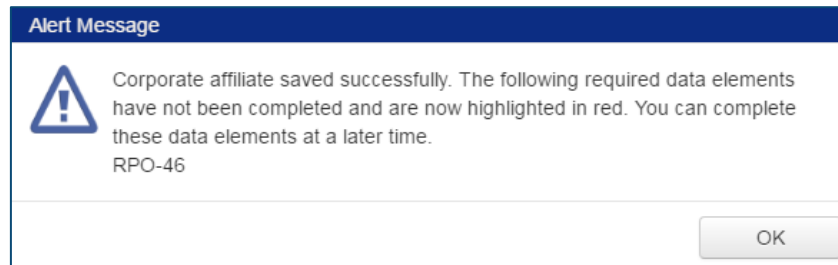 Alert Message
Corporate affiliate saved successfully. The following required data elements
have not been completed and are now highlighted in red. You can complete
these data elements at a later time.
RPO-46
OK